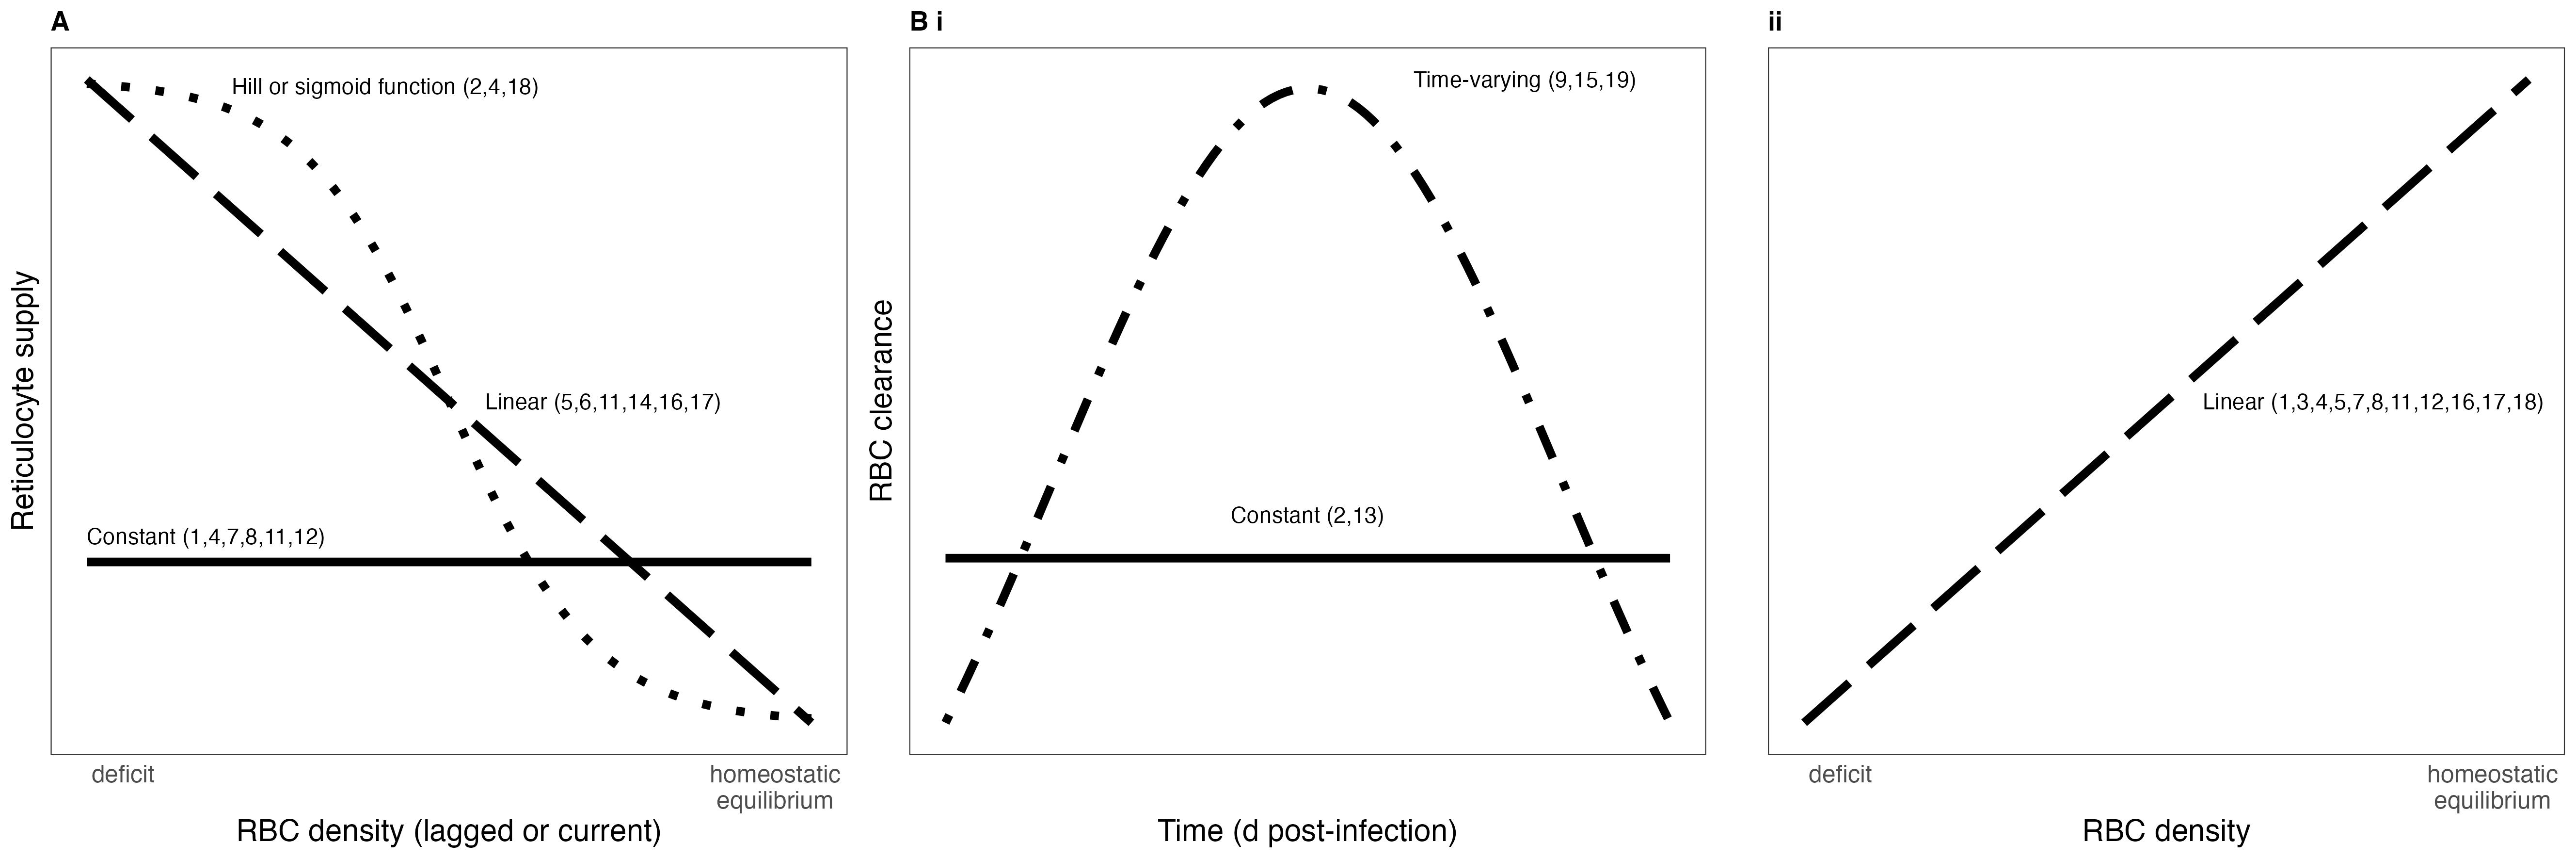 A
Hill or sigmoid function (2,4,18)
Linear (5,6,11,14,16,17)
Constant (1,4,7,8,11,12)
Reticulocyte supply
deficit
homeostatic
equilibrium
RBC density (lagged or current)
B i
Time-varying (9,15,19)
Constant (2,13)
RBC clearance
Time (d post-infection)
ii
Linear (1,3,4,5,7,8,11,12,16,17,18)
deficit
homeostatic
equilibrium
RBC density